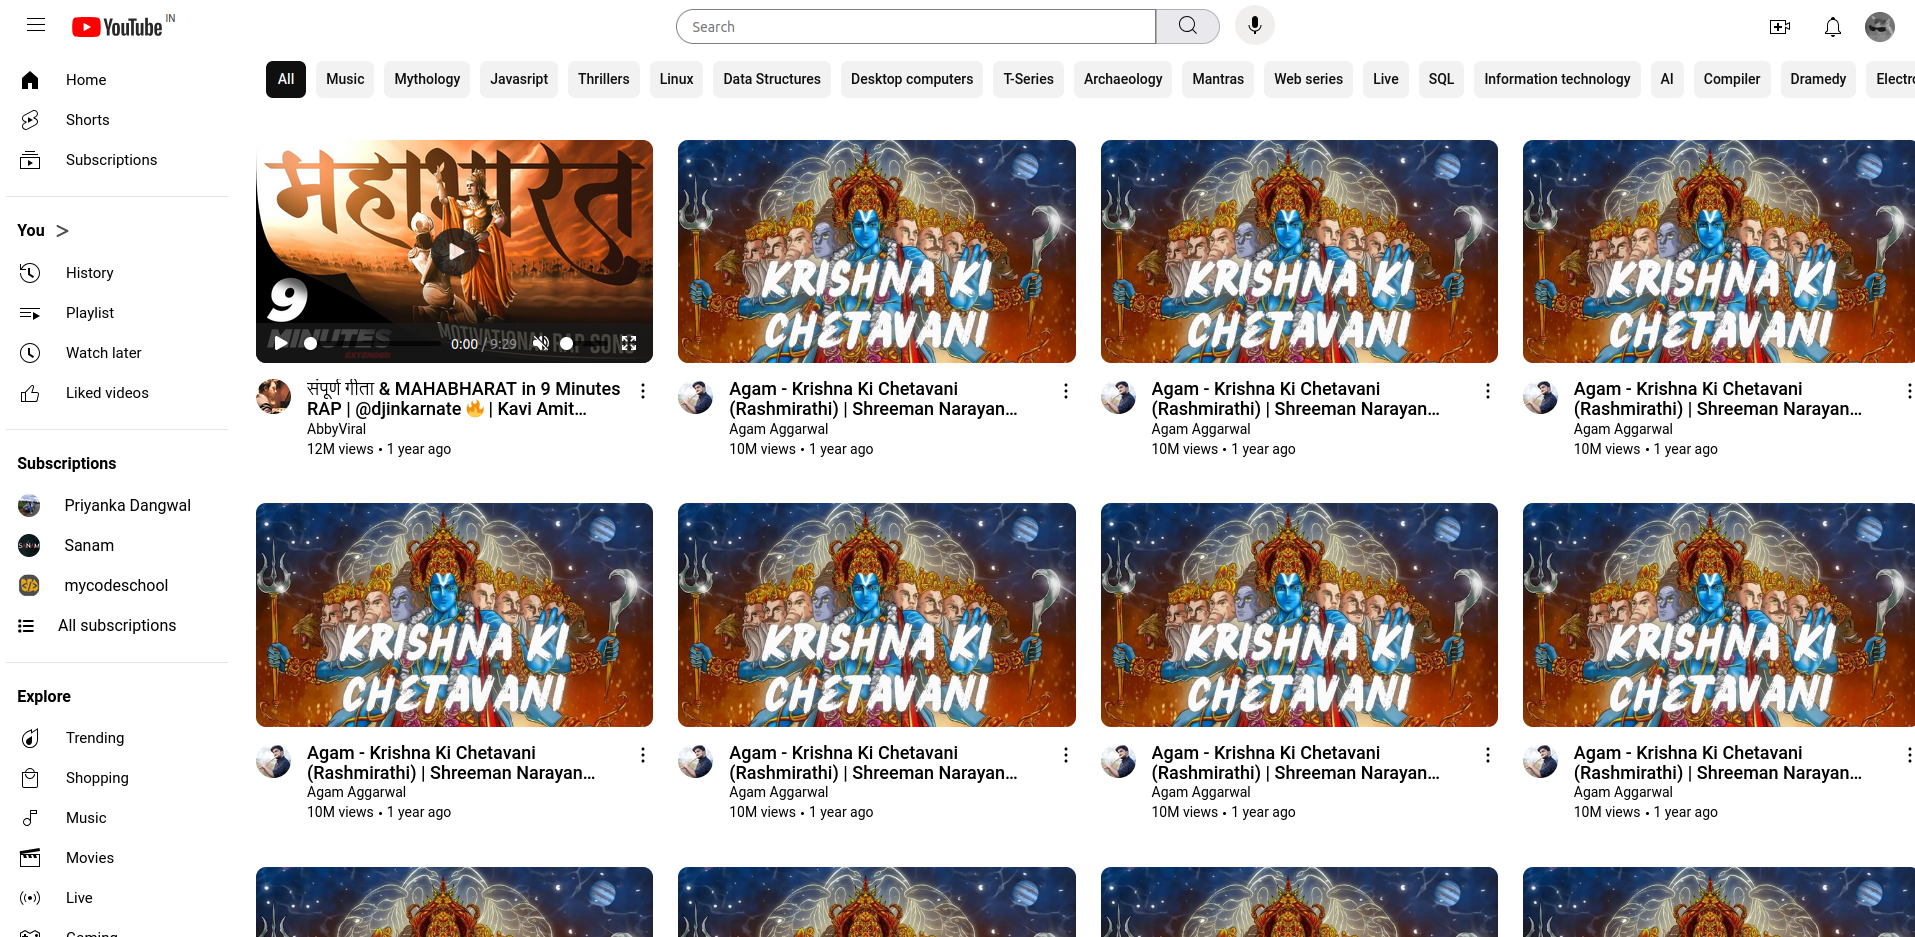 YouTube IN
Search
Home
Shorts
Subscriptions
You >
History
Playlist
Watch later
Liked videos
Subscriptions
Priyanka Dangwal
Sanam
SANAM
mycodeschool
All subscriptions
Explore
Trending
Shopping
Music
Movies
Live
Gaming
All Music Mythology Javasript Thrillers Linux Data Structures Desktop computers T-Series Archaeology Mantras Web series Live SQL Information technology AI Compiler Dramedy Electro
महाभारत
9
MINUTES
EXTENDED
MOTIVATIONAL RAP SONG
0:00 / 9:29
संपूर्ण गीता & MAHABHARAT in 9 Minutes
RAP | @djinkarnate 🔥 | Kavi Amit...
AbbyViral
12M views • 1 year ago
KRISHNA KI
CHETAVANI
Agam - Krishna Ki Chetavani
(Rashmirathi) | Shreeman Narayan...
Agam Aggarwal
10M views • 1 year ago
KRISHNA KI
CHETAVANI
Agam - Krishna Ki Chetavani
(Rashmirathi) | Shreeman Narayan...
Agam Aggarwal
10M views • 1 year ago
KRISHNA KI
CHETAVANI
Agam - Krishna Ki Chetavani
(Rashmirathi) | Shreeman Narayan...
Agam Aggarwal
10M views • 1 year ago
KRISHNA KI
CHETAVANI
Agam - Krishna Ki Chetavani
(Rashmirathi) | Shreeman Narayan...
Agam Aggarwal
10M views • 1 year ago
KRISHNA KI
CHETAVANI
Agam - Krishna Ki Chetavani
(Rashmirathi) | Shreeman Narayan...
Agam Aggarwal
10M views • 1 year ago
KRISHNA KI
CHETAVANI
Agam - Krishna Ki Chetavani
(Rashmirathi) | Shreeman Narayan...
Agam Aggarwal
10M views • 1 year ago
KRISHNA KI
CHETAVANI
Agam - Krishna Ki Chetavani
(Rashmirathi) | Shreeman Narayan...
Agam Aggarwal
10M views • 1 year ago